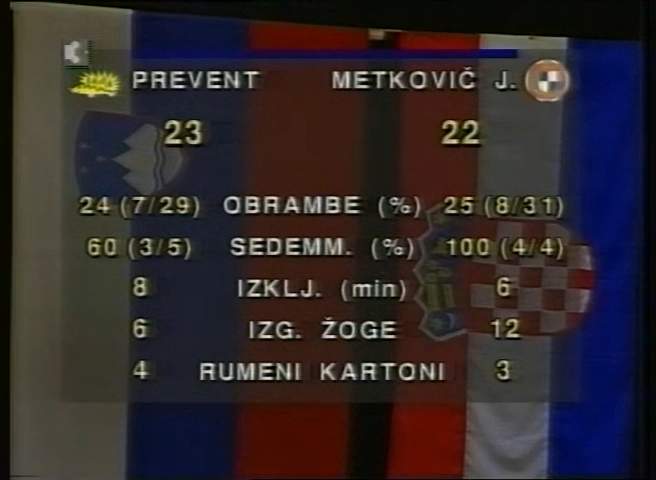 PREVENT METKOVIČ J.
23 22
24 (7/29) OBRAMBE (%) 25 (8/31)
60 (3/5) SEDEMM. (%) 100 (4/4)
8 IZKLJ. (min) 6
6 IZG. ŽOGE 12
4 RUMENI KARTONI 3